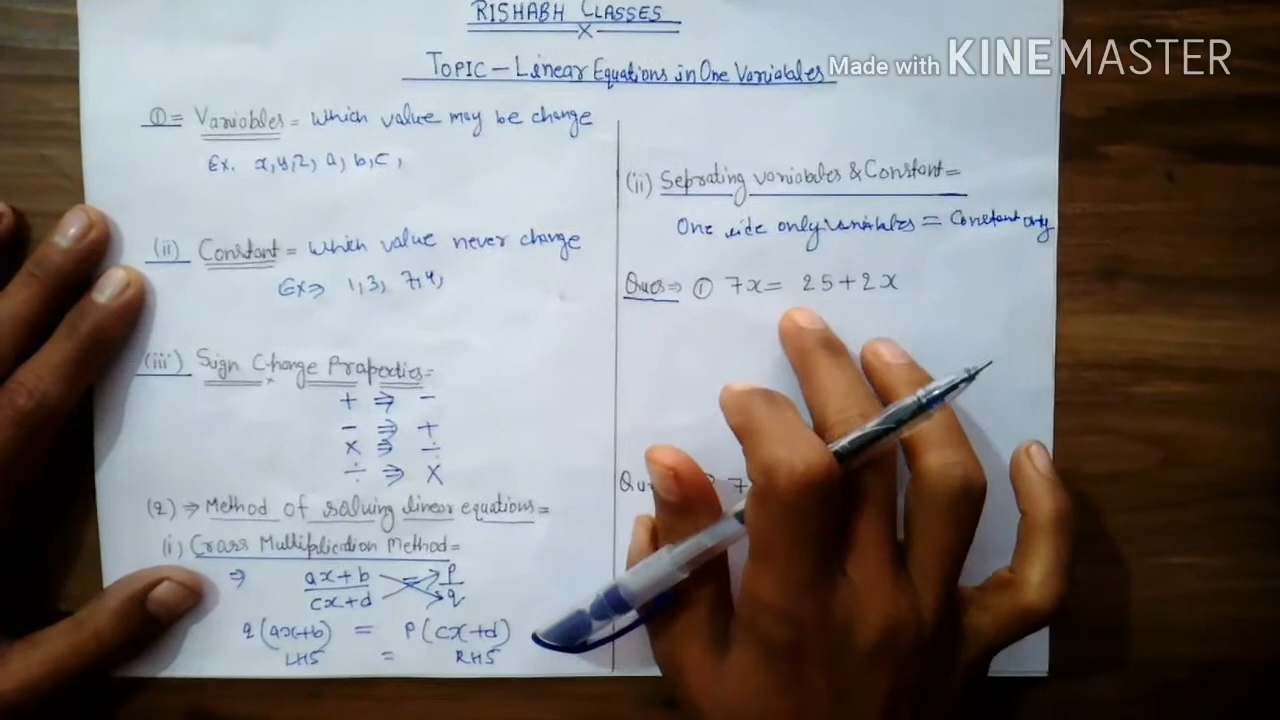 RISHABH CLASSES
TOPIC - Linear Equations in One Variables
Made with KINEMASTER
① = Variables = which value may be change
Ex. x, y, z, a, b, c,
(ii) Constant = which value never change
Ex ⇒ 1, 3, 7, 4,
(iii) Sign Change Properties =
+ ⇒ -
- ⇒ +
× ⇒ ÷
÷ ⇒ ×
(2) ⇒ Method of solving linear equations =
(i) Cross Multiplication Method =
⇒ ax+b / cx+d = p / q
q(ax+b) = p(cx+d)
LHS = RHS
(ii) Seprating variables & Constant =
One side only variables = Constant only
Ques ⇒ ① 7x = 25 + 2x
7